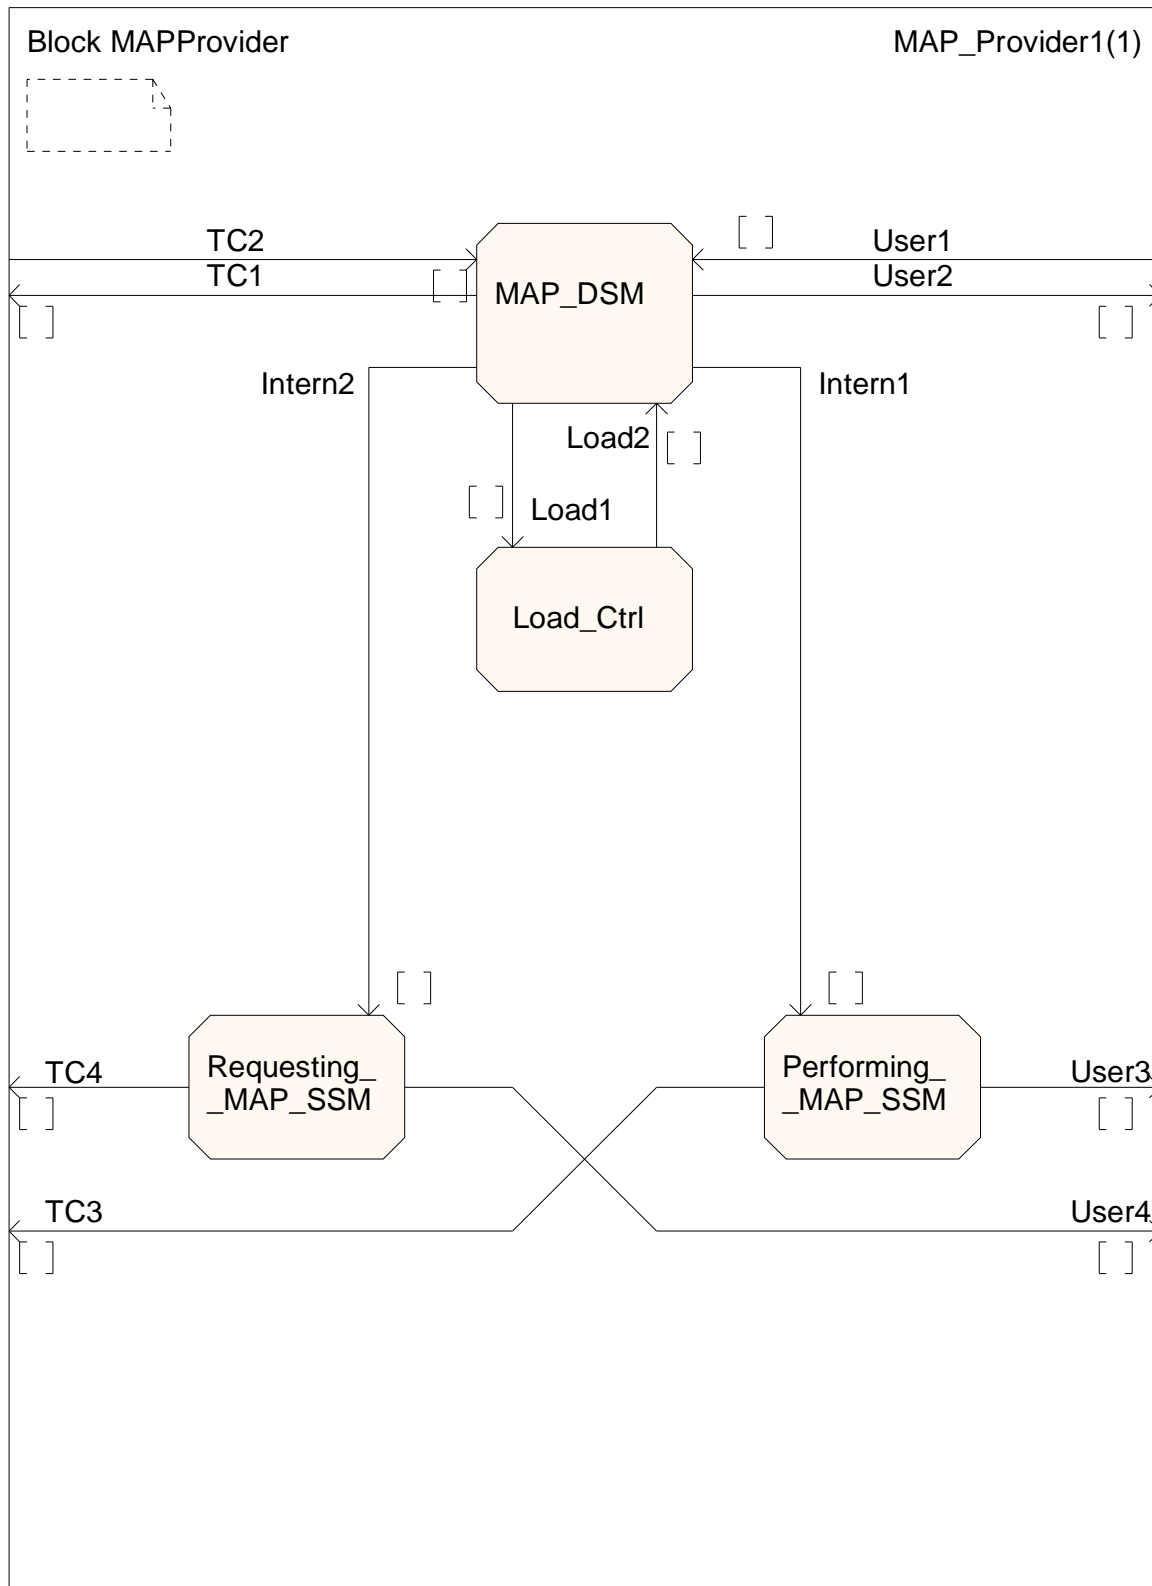 Block MAPProvider
MAP_Provider1(1)
TC2
User1
TC1
User2
MAP_DSM
Intern2
Intern1
Load2
Load1
Load_Ctrl
Requesting_
_MAP_SSM
Performing_
_MAP_SSM
TC4
User3
TC3
User4